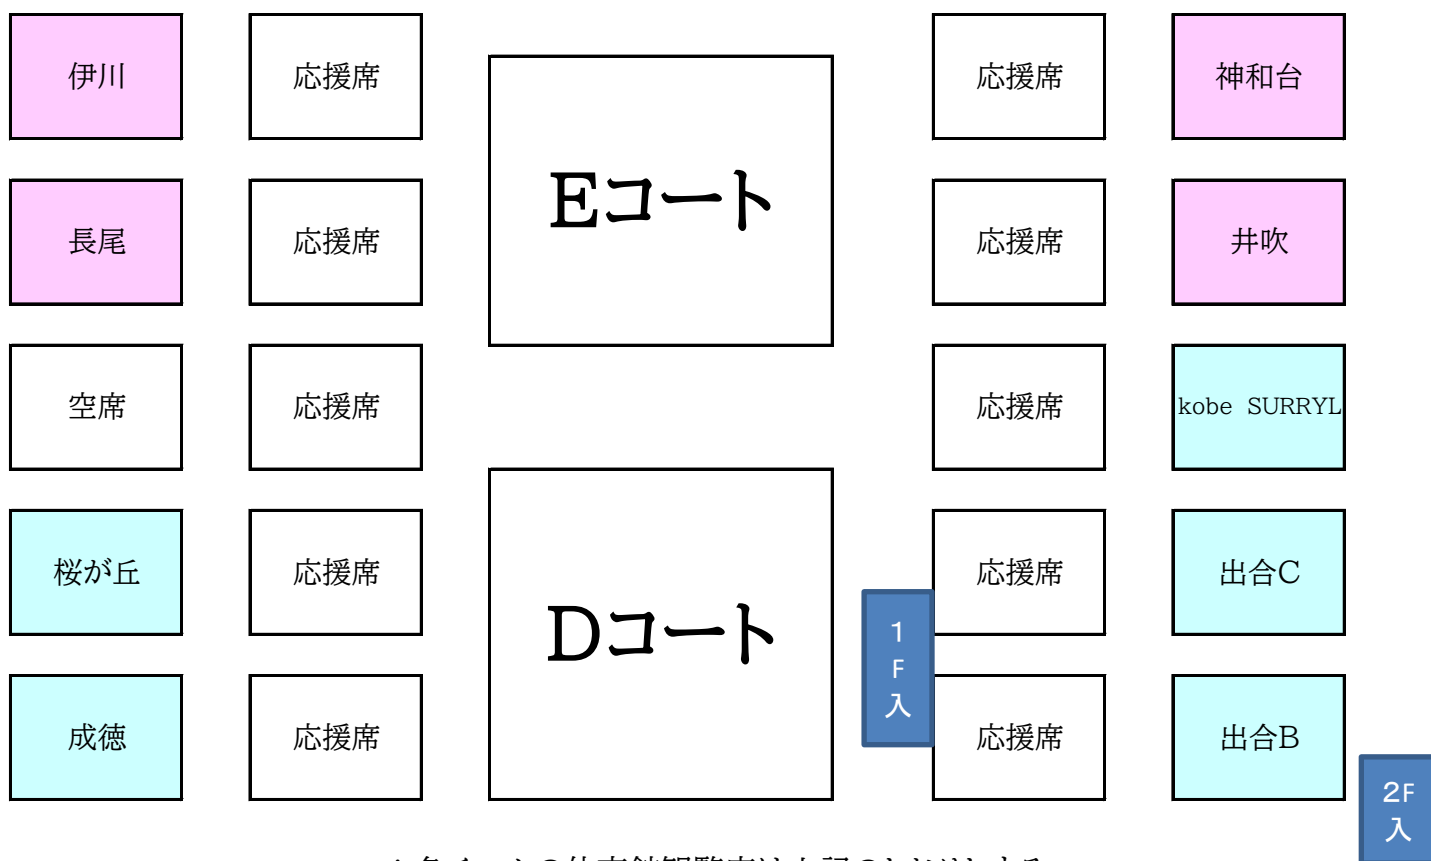 伊川 応援席 応援席 神和台
Eコート
長尾 応援席 応援席 井吹
空席 応援席 応援席 kobe SURRYL
桜が丘 応援席 応援席 出合C
Dコート
1
F
入
成徳 応援席 応援席 出合B
2F
入